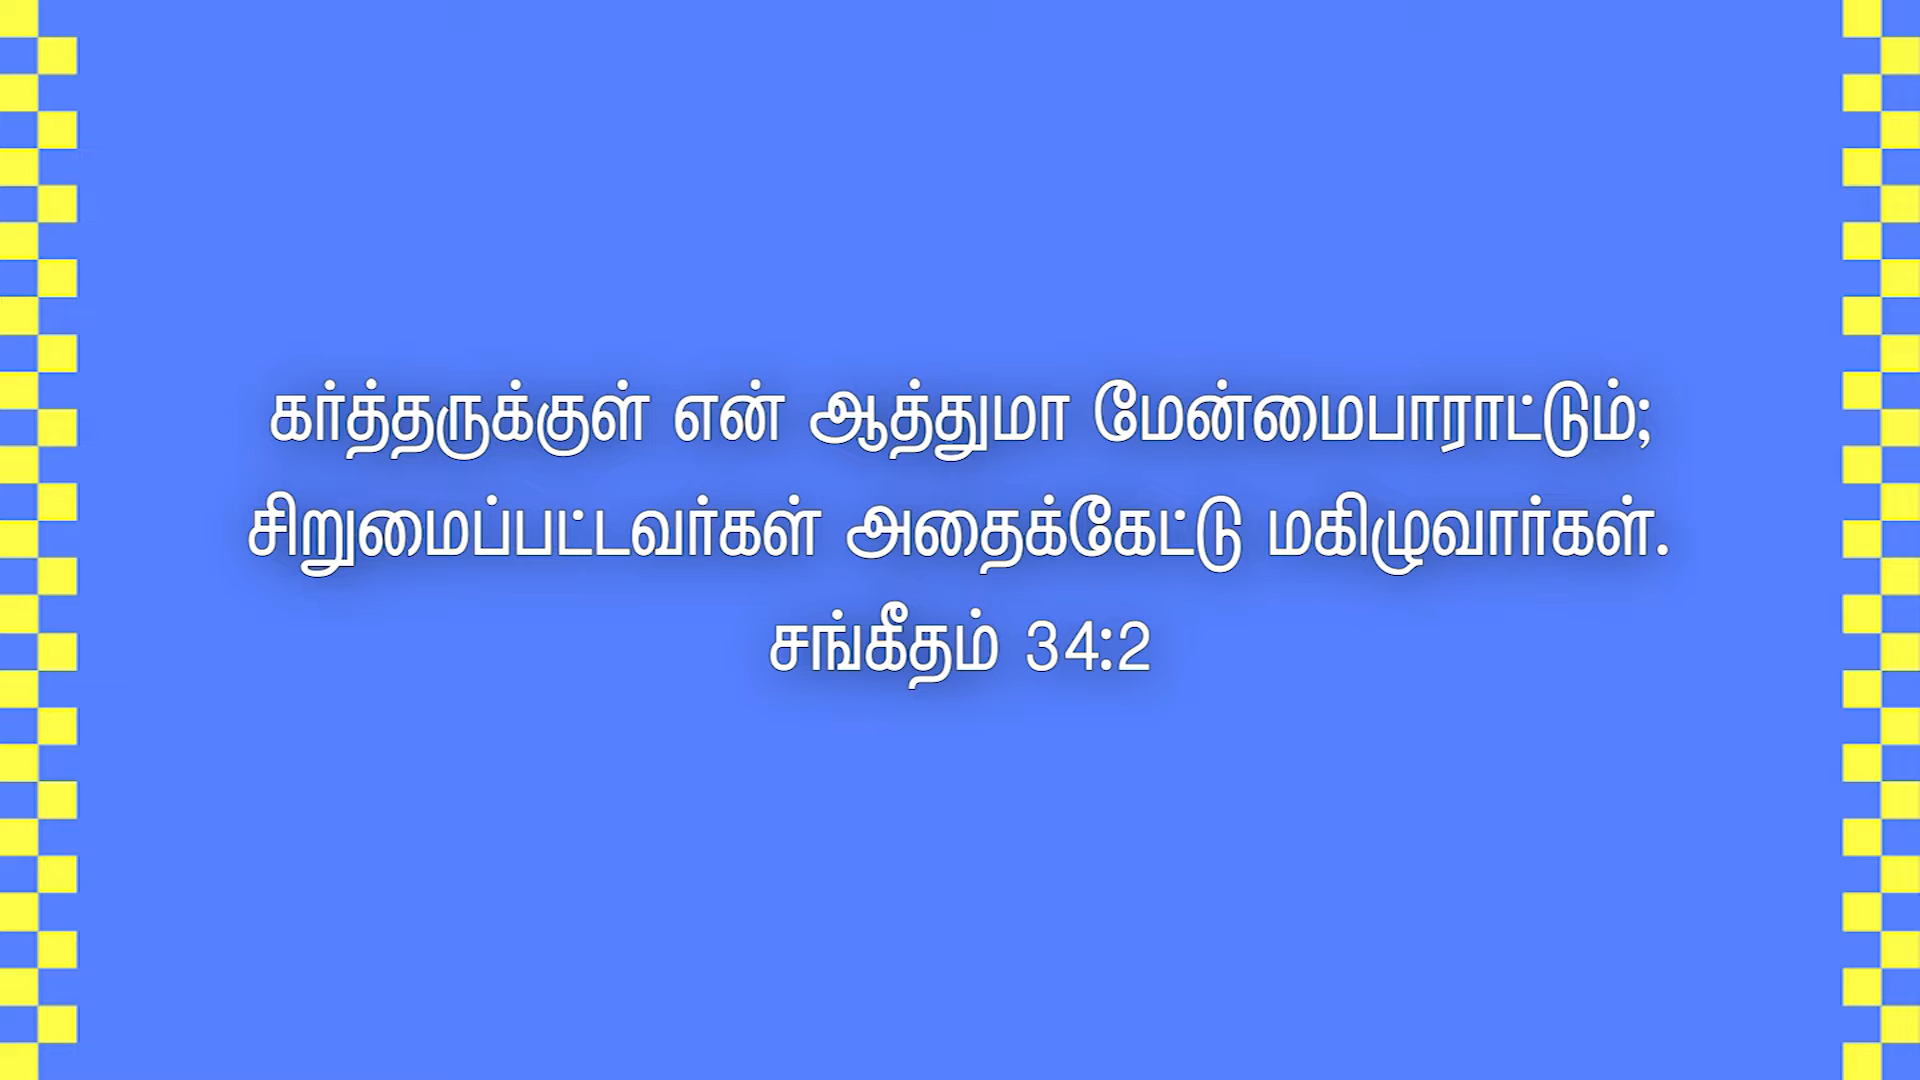 கர்த்தருக்குள் என் ஆத்துமா மேன்மைபாராட்டும்;
சிறுமைப்பட்டவர்கள் அதைக்கேட்டு மகிழுவார்கள்.
சங்கீதம் 34:2